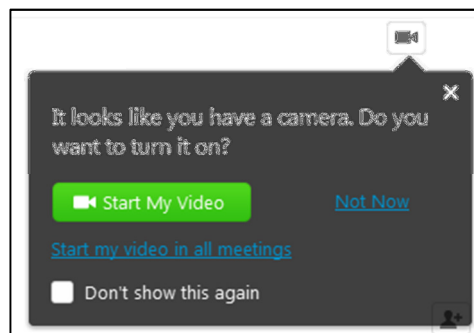 It looks like you have a camera. Do you
want to turn it on?
Start My Video
Not Now
Start my video in all meetings
Don't show this again